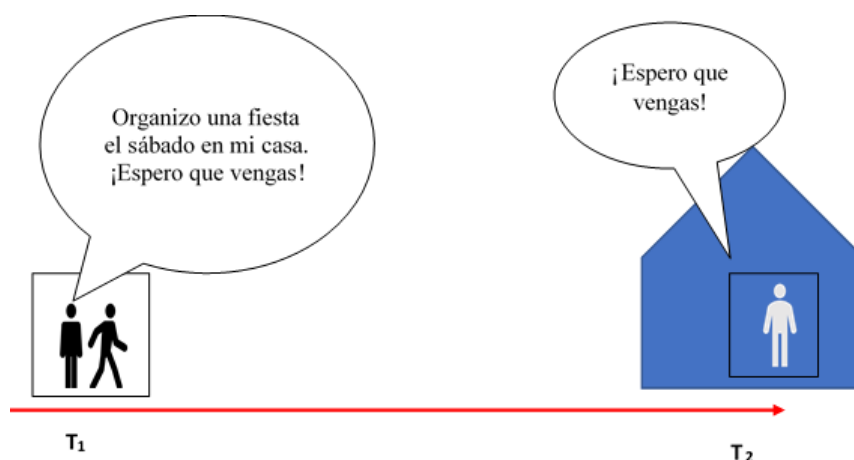 Organizo una fiesta
el sábado en mi casa.
¡Espero que vengas!
¡Espero que
vengas!
T₁
T₂